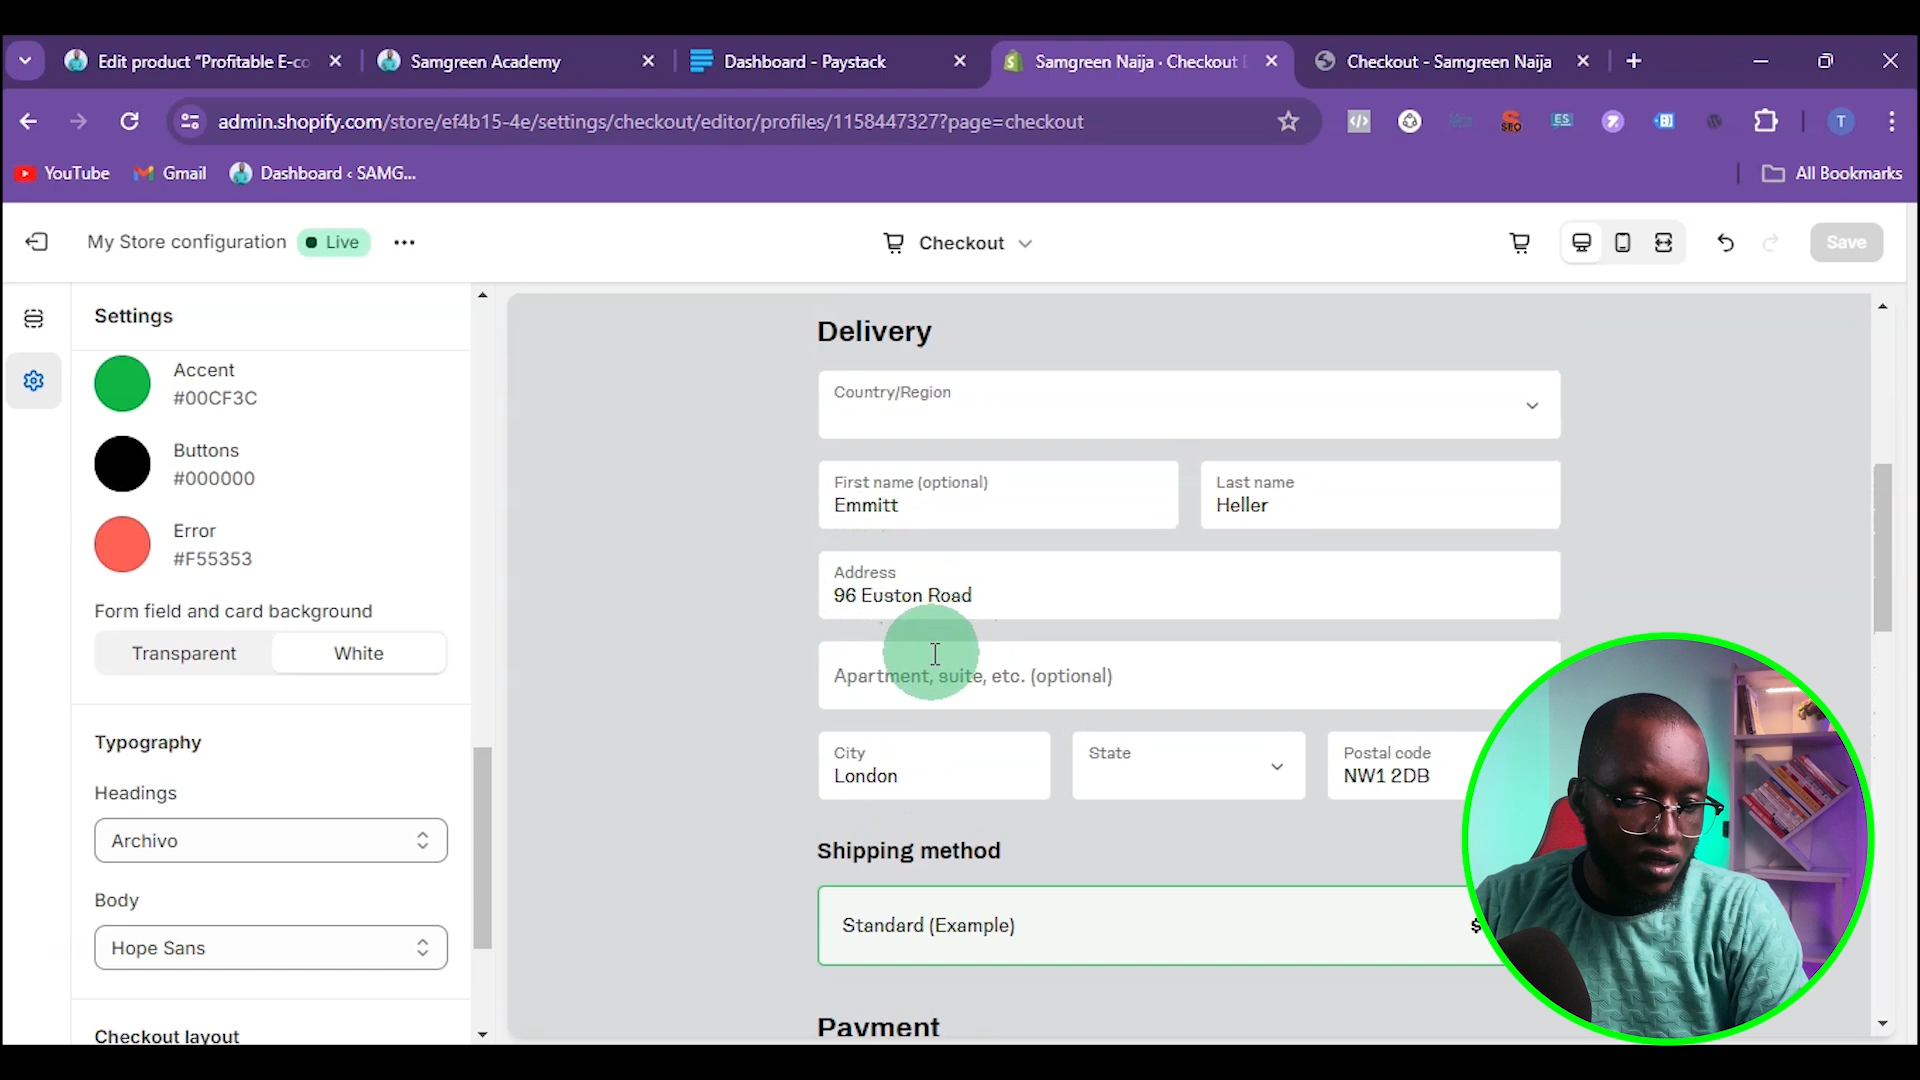 Edit product “Profitable E-co
Samgreen Academy
Dashboard - Paystack
Samgreen Naija · Checkout
Checkout - Samgreen Naija
admin.shopify.com/store/ef4b15-4e/settings/checkout/editor/profiles/1158447327?page=checkout
SEO
ES
T
YouTube
Gmail
Dashboard ‹ SAMG...
All Bookmarks
My Store configuration
Live
Checkout
Save
Settings
Accent
#00CF3C
Buttons
#000000
Error
#F55353
Form field and card background
Transparent
White
Typography
Headings
Archivo
Body
Hope Sans
Checkout layout
Delivery
Country/Region
First name (optional)
Emmitt
Last name
Heller
Address
96 Euston Road
Apartment, suite, etc. (optional)
City
London
State
Postal code
NW1 2DB
Shipping method
Standard (Example)
$
Payment